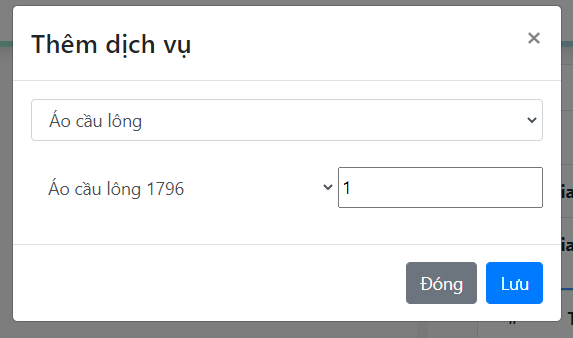 Thêm dịch vụ ×
Áo cầu lông
Áo cầu lông 1796 1
Đóng Lưu